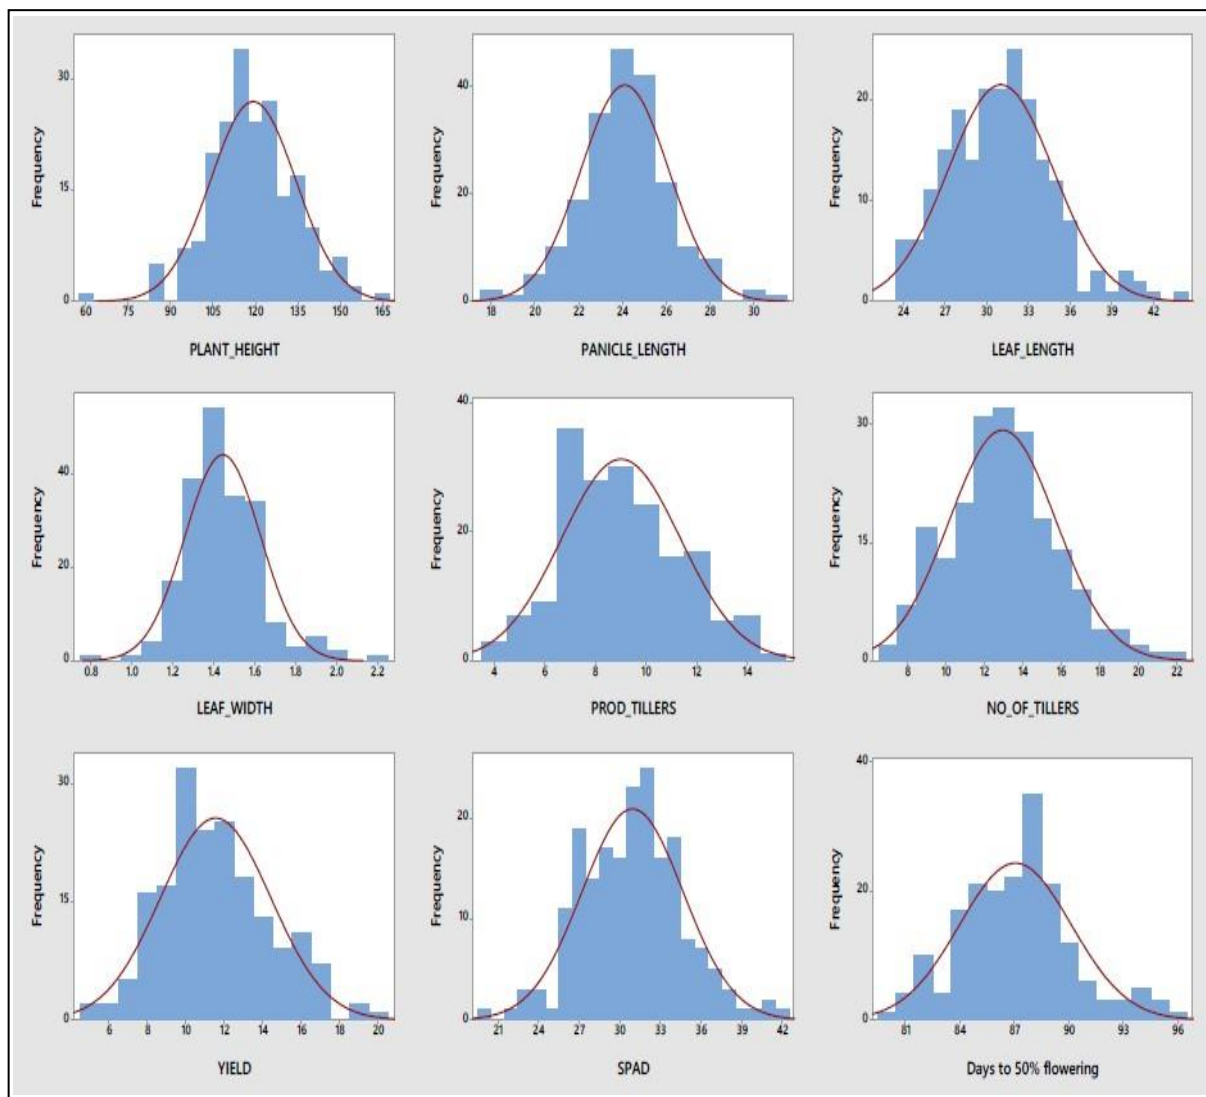 30
15
0
Frequency
60 75 90 105 120 135 150 165
PLANT_HEIGHT
40
20
0
Frequency
18 20 22 24 26 28 30
PANICLE_LENGTH
20
10
0
Frequency
24 27 30 33 36 39 42
LEAF_LENGTH
40
20
0
Frequency
0.8 1.0 1.2 1.4 1.6 1.8 2.0 2.2
LEAF_WIDTH
40
20
0
Frequency
4 6 8 10 12 14
PROD_TILLERS
30
15
0
Frequency
8 10 12 14 16 18 20 22
NO_OF_TILLERS
30
15
0
Frequency
6 8 10 12 14 16 18 20
YIELD
20
10
0
Frequency
21 24 27 30 33 36 39 42
SPAD
40
20
0
Frequency
81 84 87 90 93 96
Days to 50% flowering